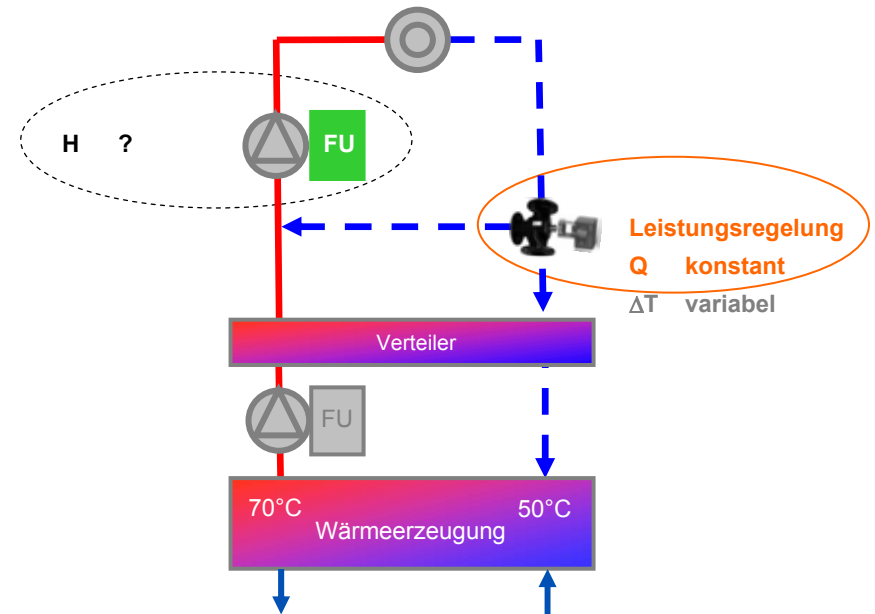 H ?
FU
Leistungsregelung
Q konstant
ΔT variabel
Verteiler
FU
70°C
50°C
Wärmeerzeugung